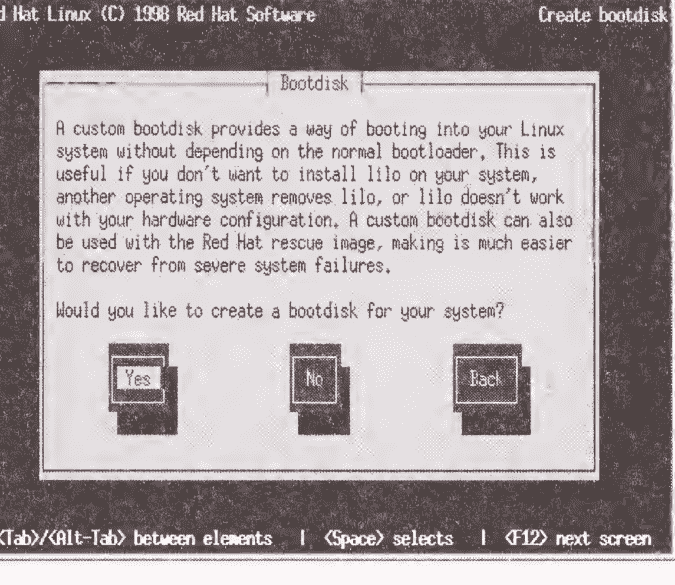 d Hat Linux (C) 1998 Red Hat Software Create bootdisk
Bootdisk
A custom bootdisk provides a way of booting into your Linux
system without depending on the normal bootloader. This is
useful if you don't want to install lilo on your system,
another operating system removes lilo, or lilo doesn't work
with your hardware configuration. A custom bootdisk can also
be used with the Red Hat rescue image, making is much easier
to recover from severe system failures.
Would you like to create a bootdisk for your system?
Yes No Back
<Tab>/<Alt-Tab> between elements | <Space> selects | <F12> next screen